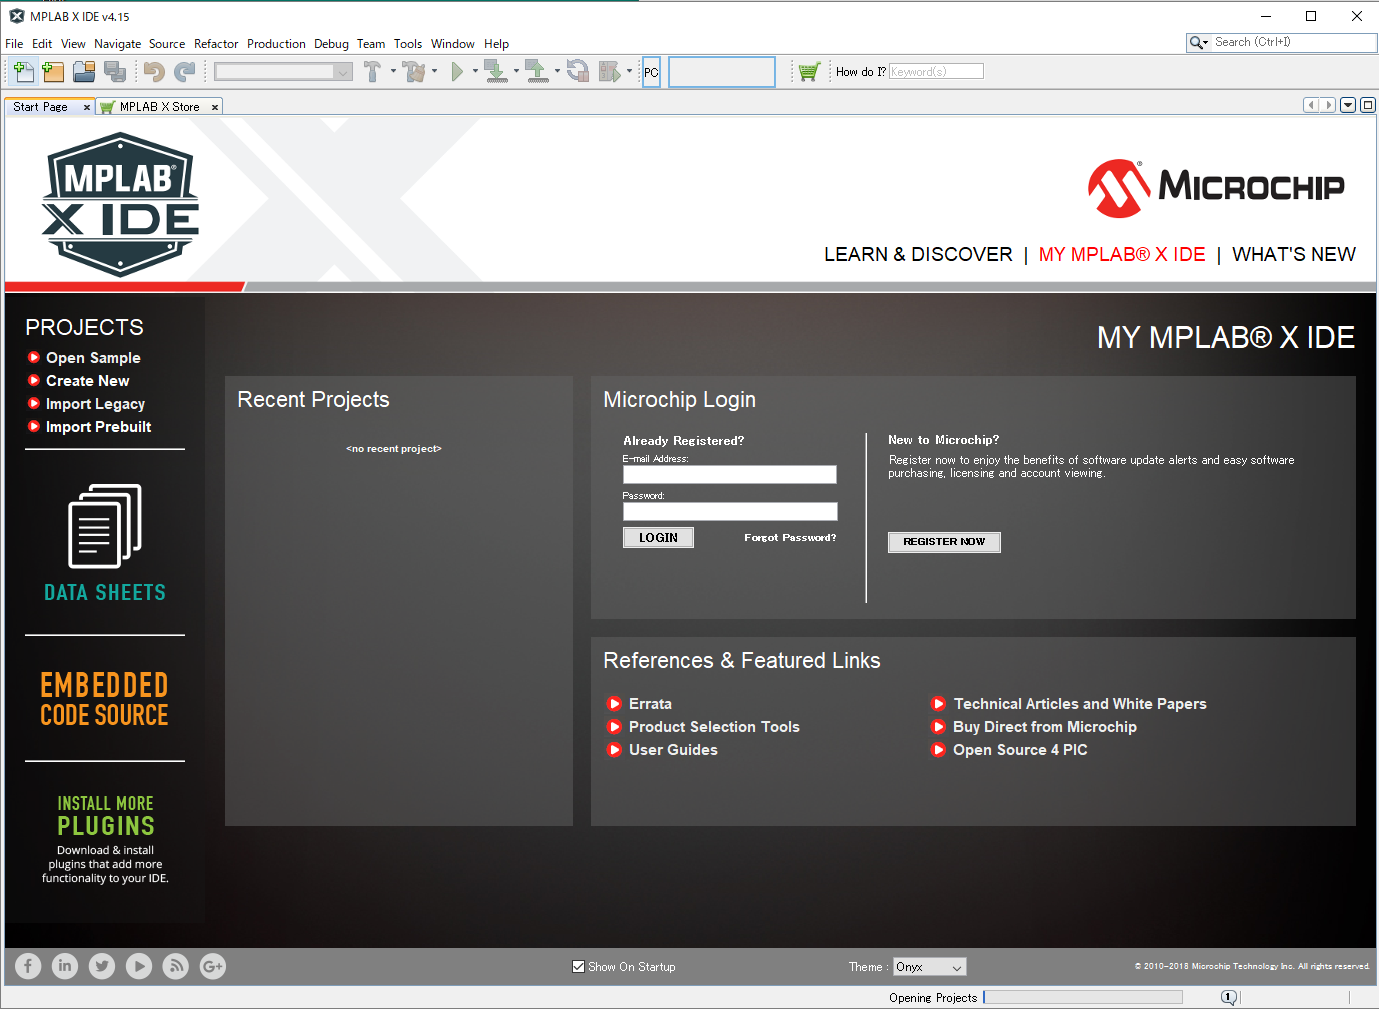 MPLAB X IDE v4.15
File Edit View Navigate Source Refactor Production Debug Team Tools Window Help
Search (Ctrl+I)
PC
How do I? Keyword(s)
Start Page
MPLAB X Store
MPLAB®
X IDE
MICROCHIP
LEARN & DISCOVER | MY MPLAB® X IDE | WHAT'S NEW
MY MPLAB® X IDE
PROJECTS
Open Sample
Create New
Import Legacy
Import Prebuilt
DATA SHEETS
EMBEDDED
CODE SOURCE
INSTALL MORE
PLUGINS
Download & install
plugins that add more
functionality to your IDE.
Recent Projects
<no recent project>
Microchip Login
Already Registered?
E-mail Address:
Password:
LOGIN
Forgot Password?
New to Microchip?
Register now to enjoy the benefits of software update alerts and easy software
purchasing, licensing and account viewing.
REGISTER NOW
References & Featured Links
Errata
Product Selection Tools
User Guides
Technical Articles and White Papers
Buy Direct from Microchip
Open Source 4 PIC
f in G+
Show On Startup
Theme : Onyx
© 2010-2018 Microchip Technology Inc. All rights reserved.
Opening Projects
1